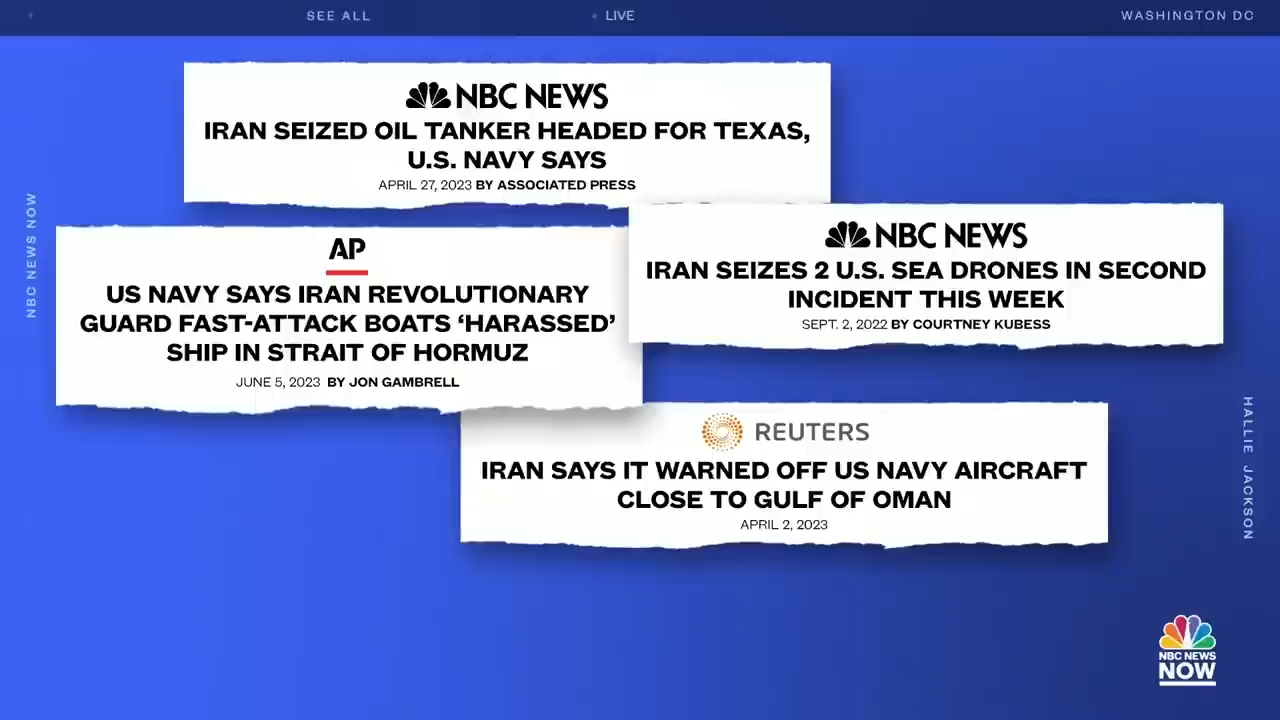 SEE ALL
LIVE
WASHINGTON DC
NBC NEWS
IRAN SEIZED OIL TANKER HEADED FOR TEXAS,
U.S. NAVY SAYS
APRIL 27, 2023 BY ASSOCIATED PRESS
NBC NEWS NOW
AP
US NAVY SAYS IRAN REVOLUTIONARY
GUARD FAST-ATTACK BOATS ‘HARASSED’
SHIP IN STRAIT OF HORMUZ
JUNE 5, 2023 BY JON GAMBRELL
NBC NEWS
IRAN SEIZES 2 U.S. SEA DRONES IN SECOND
INCIDENT THIS WEEK
SEPT. 2, 2022 BY COURTNEY KUBESS
REUTERS
IRAN SAYS IT WARNED OFF US NAVY AIRCRAFT
CLOSE TO GULF OF OMAN
APRIL 2, 2023
HALLIE JACKSON
NBC NEWS
NOW